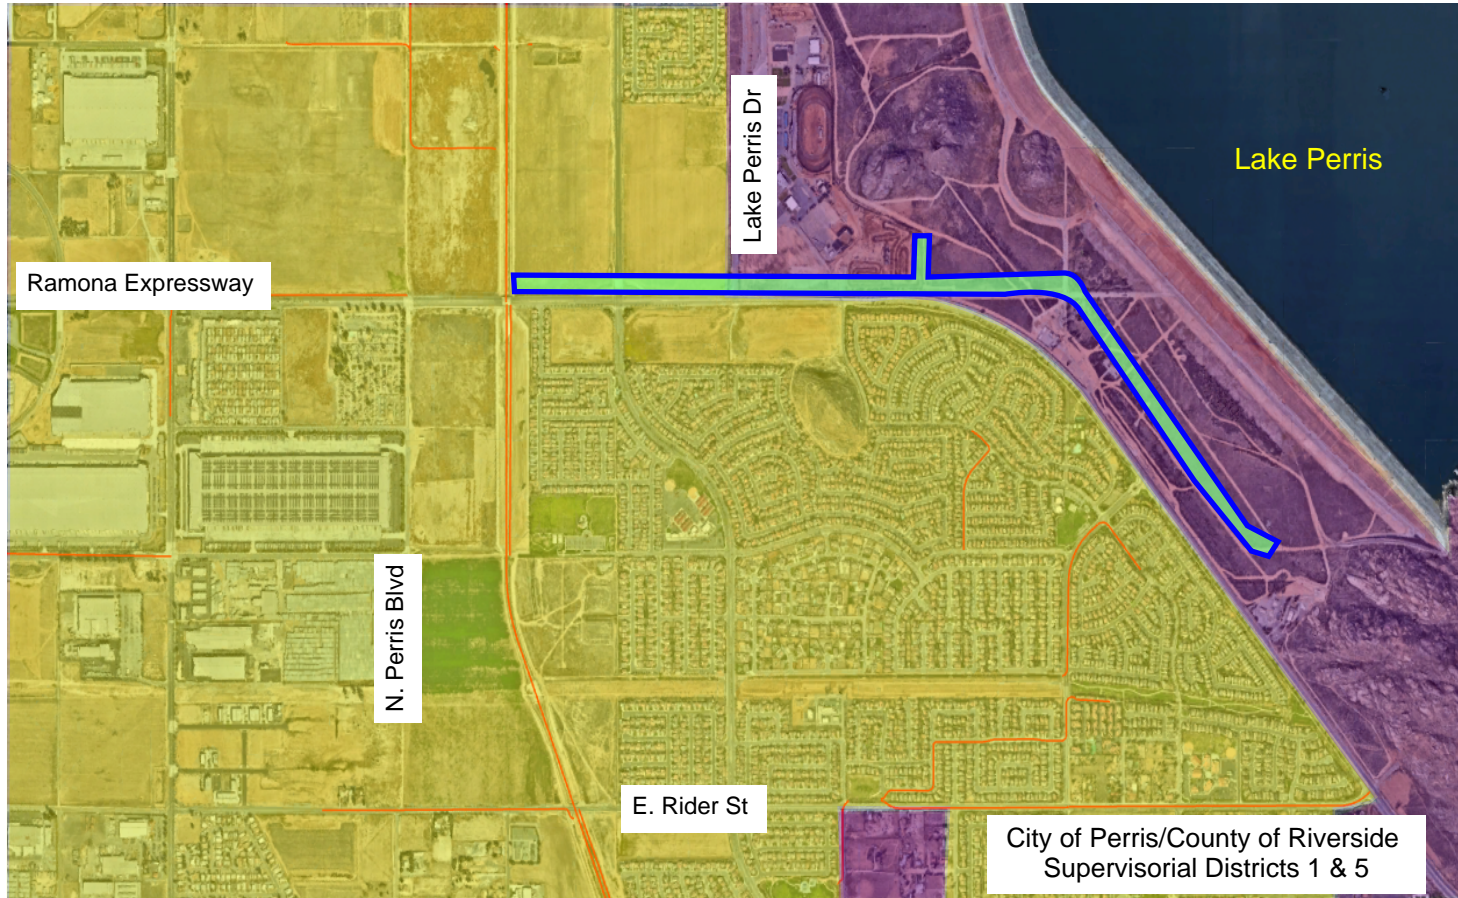 Lake Perris Dr
Lake Perris
Ramona Expressway
N. Perris Blvd
E. Rider St
City of Perris/County of Riverside
Supervisorial Districts 1 & 5